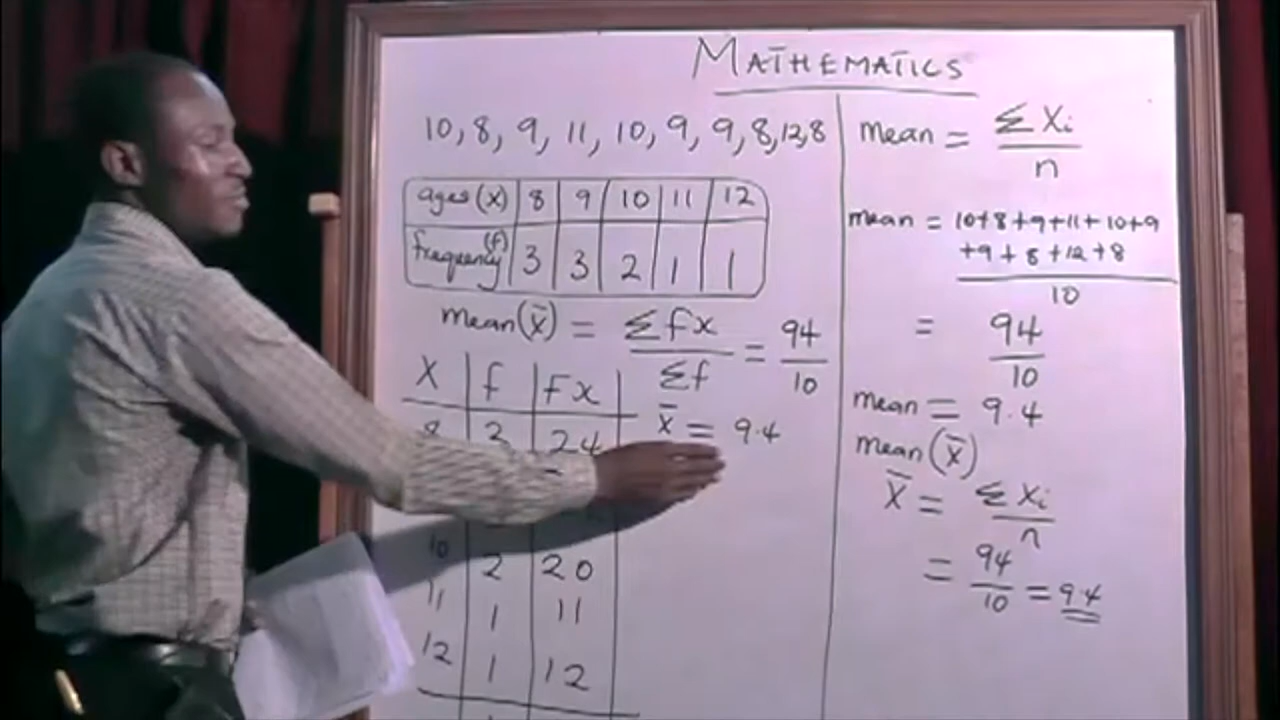 MATHEMATICS
10, 8, 9, 11, 10, 9, 9, 8, 12, 8
ages (x) | 8 | 9 | 10 | 11 | 12
frequency (f) | 3 | 3 | 2 | 1 | 1
mean (x̄) = Σfx / Σf = 94 / 10
x̄ = 9.4
X | f | Fx
8 | 3 | 24
10 | 2 | 20
11 | 1 | 11
12 | 1 | 12
mean = ΣXi / n
mean = 10+8+9+11+10+9
+9+8+12+8
10
= 94 / 10
mean = 9.4
mean (x̄)
X̄ = ΣXi / n
= 94 / 10 = 9.4